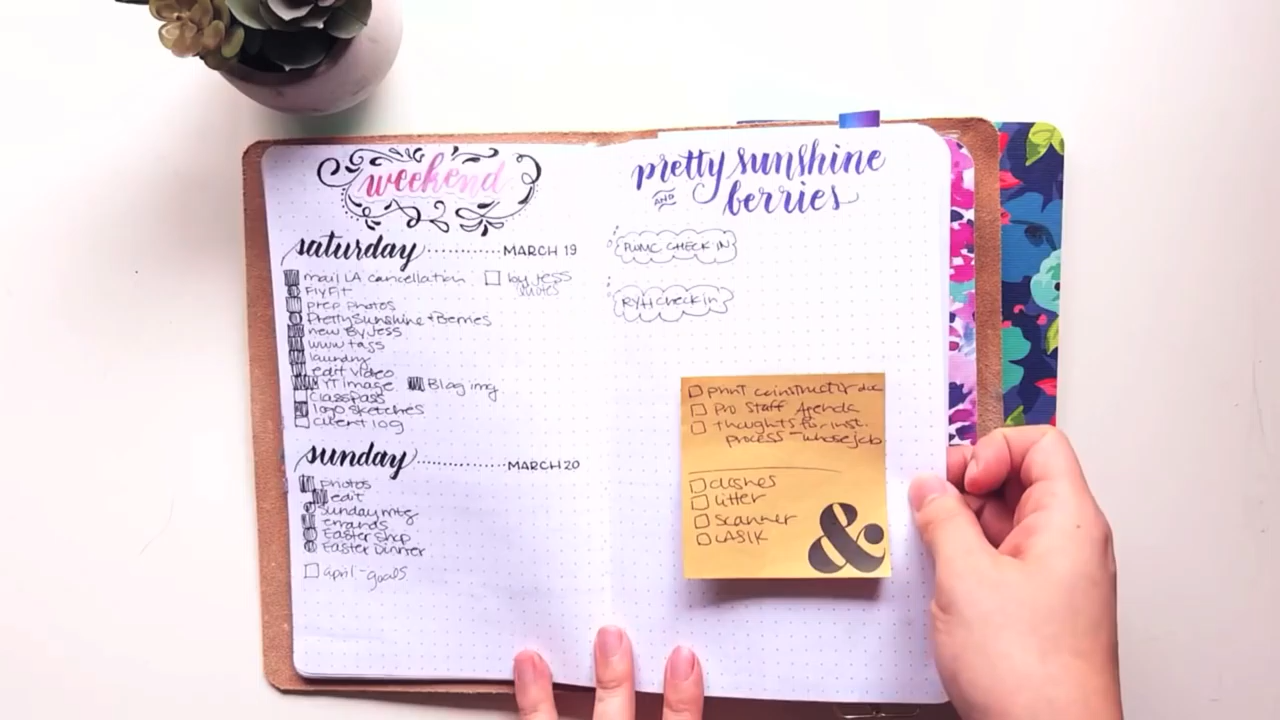 weekend
saturday MARCH 19
mail LA cancellation
by Jess
quotes
FlyFit
prep photos
PrettySunshine + Berries
new By Jess
www tags
laundry
edit video
YT image
Blog img
ClassPass
logo sketches
client log
sunday MARCH 20
photos
edit
Sunday mtg
errands
Easter shop
Easter Dinner
april - goals
pretty sunshine
AND
berries
CHECK IN
RYH check in
print coinstructor doc
Pro Staff Agenda
thoughts for inst.
process - whose job
dishes
litter
scanner
LASIK
&